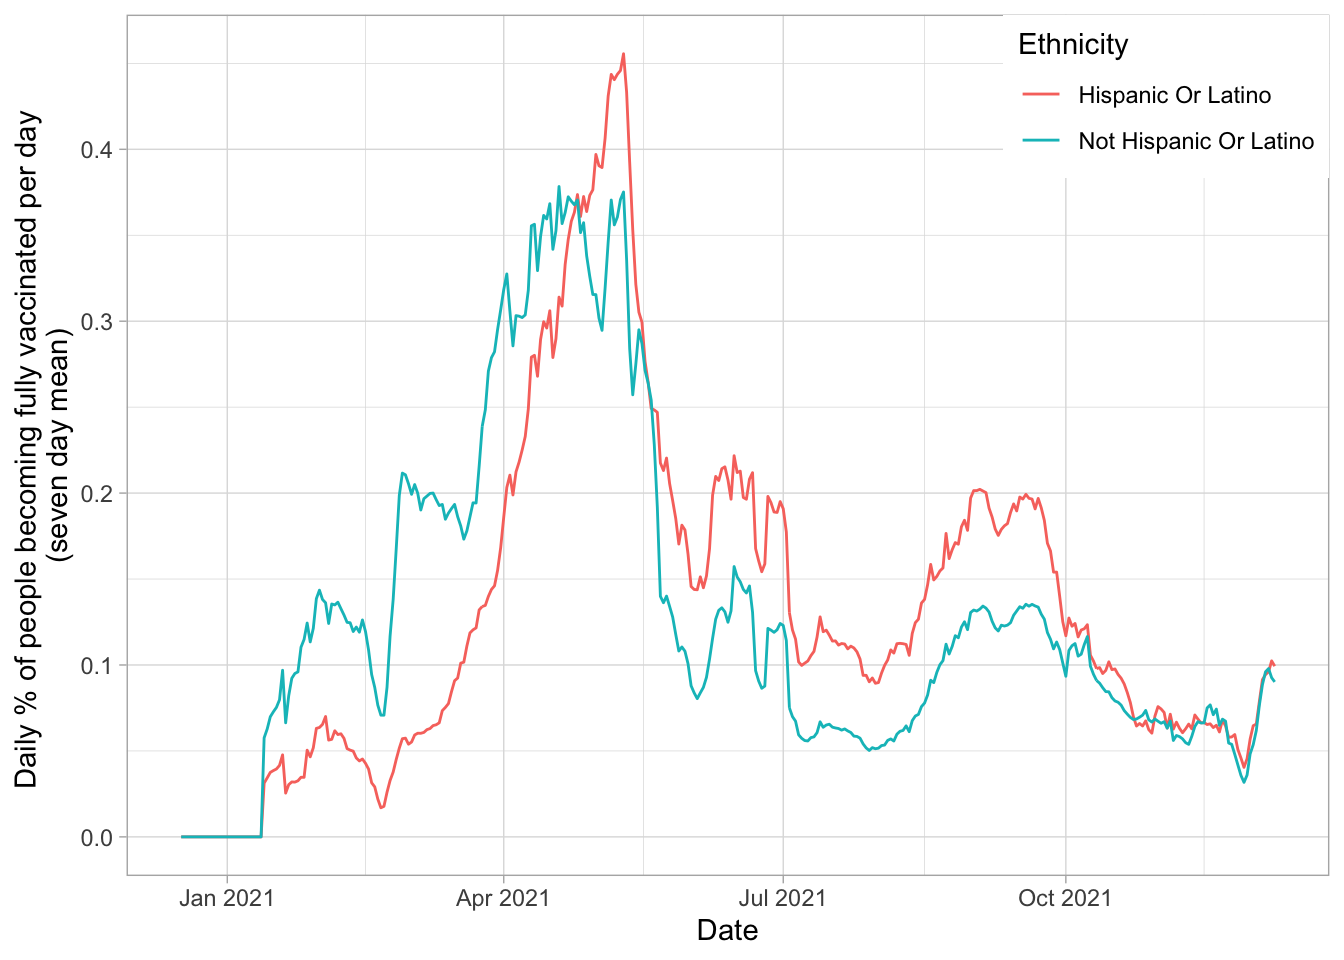 Ethnicity
Hispanic Or Latino
Not Hispanic Or Latino
Daily % of people becoming fully vaccinated per day
(seven day mean)
0.4
0.3
0.2
0.1
0.0
Jan 2021
Apr 2021
Jul 2021
Oct 2021
Date